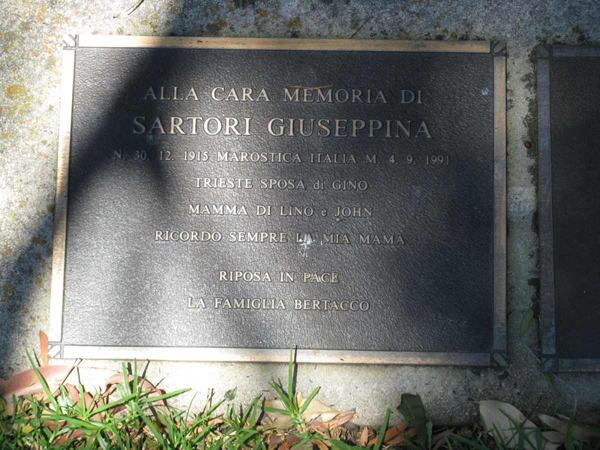 ALLA CARA MEMORIA DI
SARTORI GIUSEPPINA
N. 30. 12. 1915 MAROSTICA ITALIA M. 4. 9. 1991
TRIESTE SPOSA di GINO
MAMMA DI LINO e JOHN
RICORDO SEMPRE LA MIA MAMA
RIPOSA IN PACE
LA FAMIGLIA BERTACCO